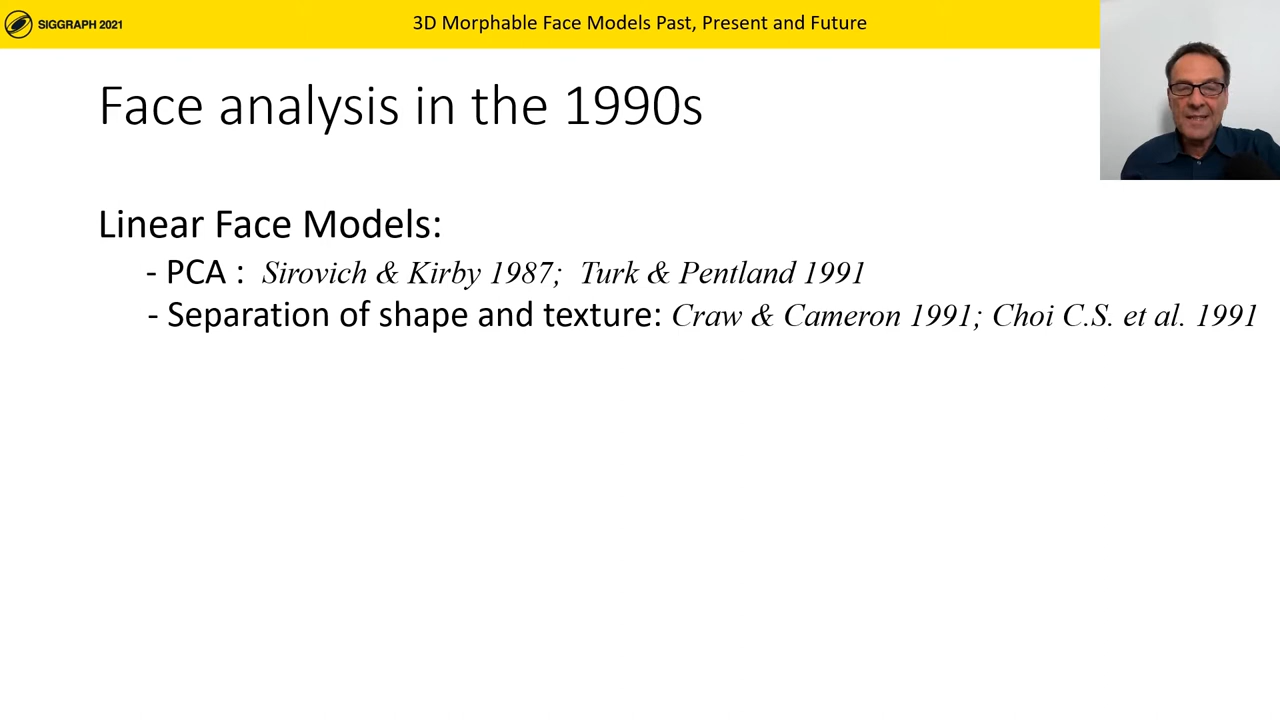 SIGGRAPH 2021
3D Morphable Face Models Past, Present and Future
Face analysis in the 1990s
Linear Face Models:
- PCA : Sirovich & Kirby 1987; Turk & Pentland 1991
- Separation of shape and texture: Craw & Cameron 1991; Choi C.S. et al. 1991